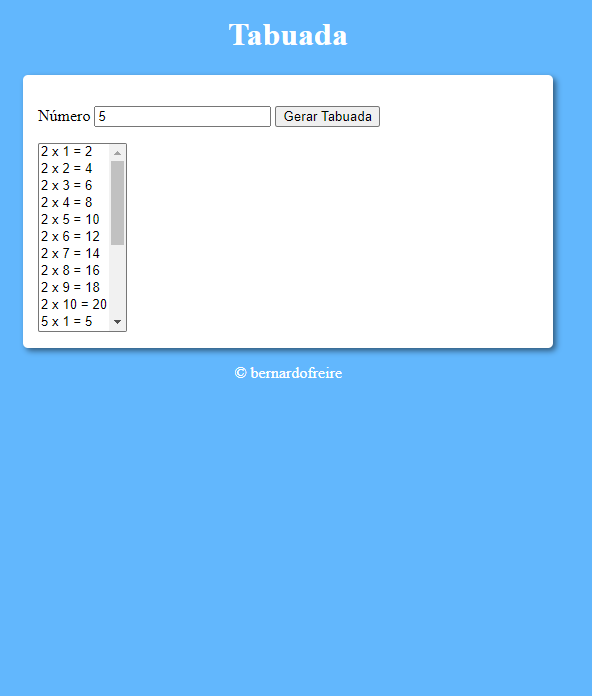 Tabuada
Número 5 Gerar Tabuada
2 x 1 = 2
2 x 2 = 4
2 x 3 = 6
2 x 4 = 8
2 x 5 = 10
2 x 6 = 12
2 x 7 = 14
2 x 8 = 16
2 x 9 = 18
2 x 10 = 20
5 x 1 = 5
© bernardofreire